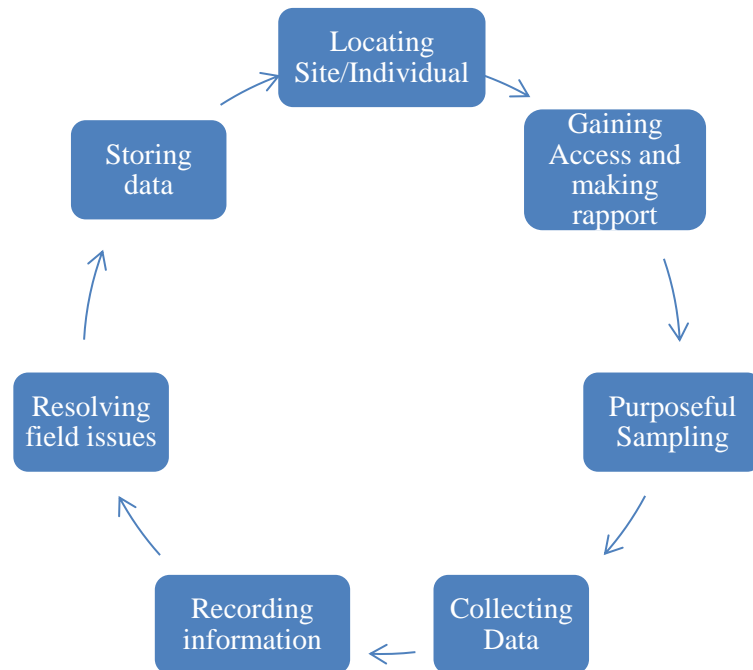 Locating
Site/Individual
Gaining
Access and
making
rapport
Purposeful
Sampling
Collecting
Data
Recording
information
Resolving
field issues
Storing
data